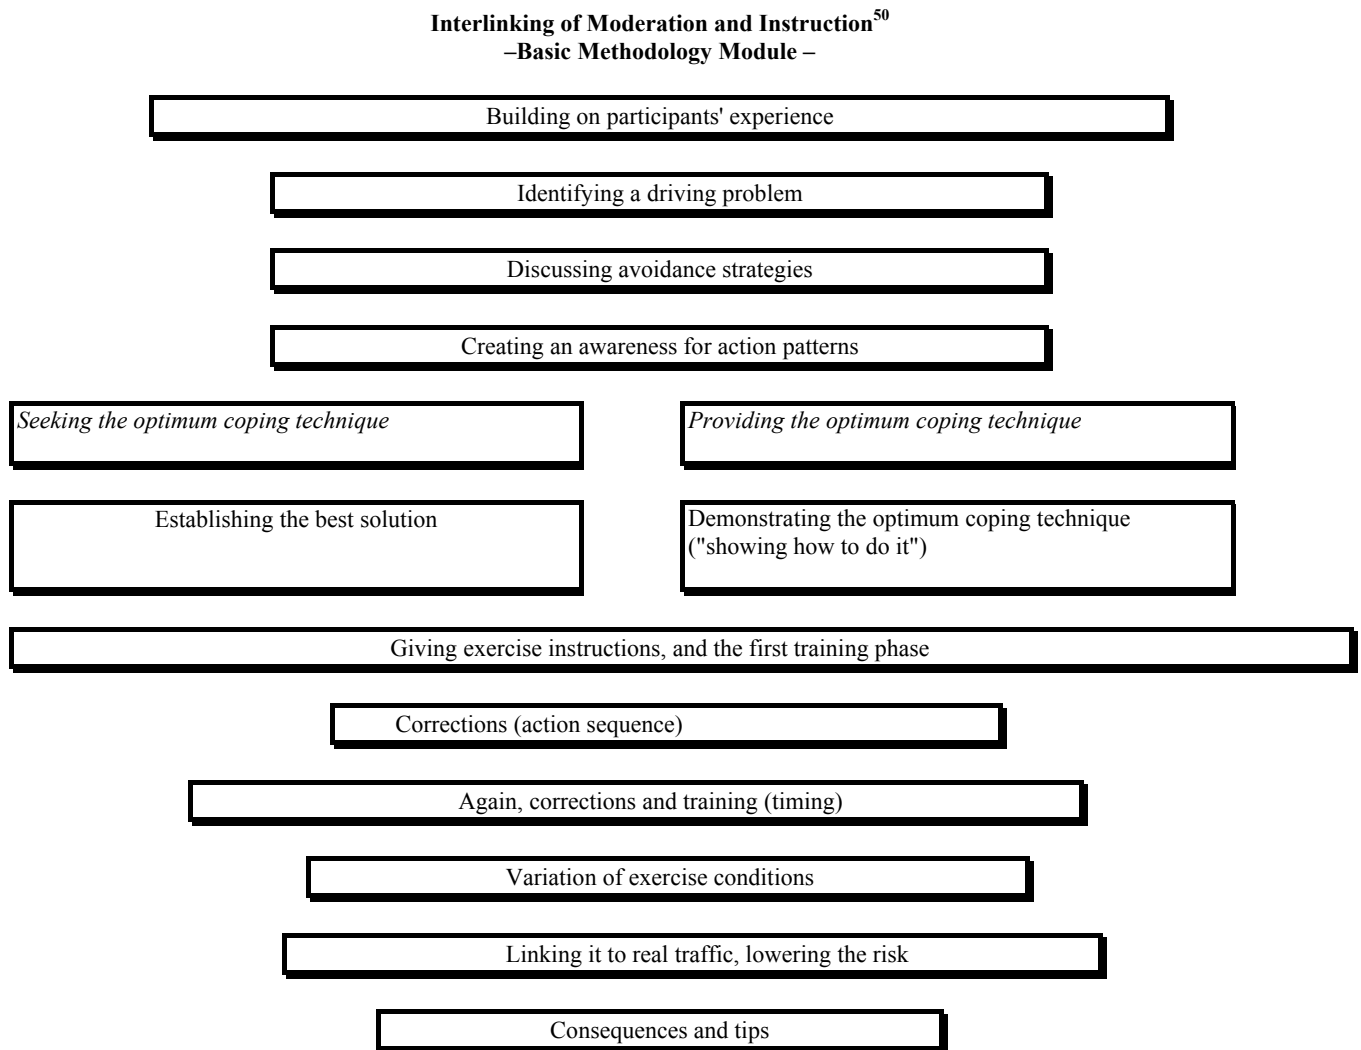 Interlinking of Moderation and Instruction50
–Basic Methodology Module –
Building on participants' experience
Identifying a driving problem
Discussing avoidance strategies
Creating an awareness for action patterns
Seeking the optimum coping technique
Providing the optimum coping technique
Establishing the best solution
Demonstrating the optimum coping technique
("showing how to do it")
Giving exercise instructions, and the first training phase
Corrections (action sequence)
Again, corrections and training (timing)
Variation of exercise conditions
Linking it to real traffic, lowering the risk
Consequences and tips